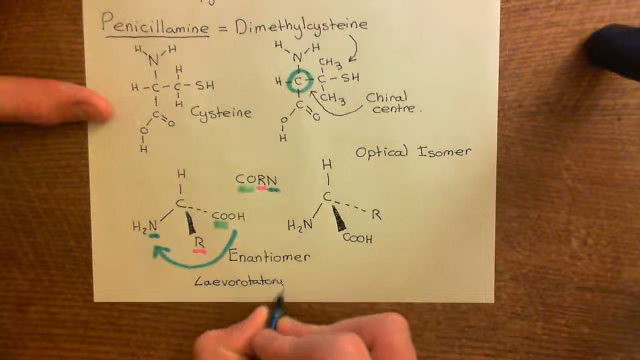 Penicillamine = Dimethylcysteine
H H H H
N N CH3
H H
H - C - C - SH H - C - C - SH
H CH3
C O C O
O O
H H
Cysteine
Chiral
centre.
Optical Isomer
H CORN H
C C
H2N COOH H2N R
R COOH
Enantiomer
Laevorotatory